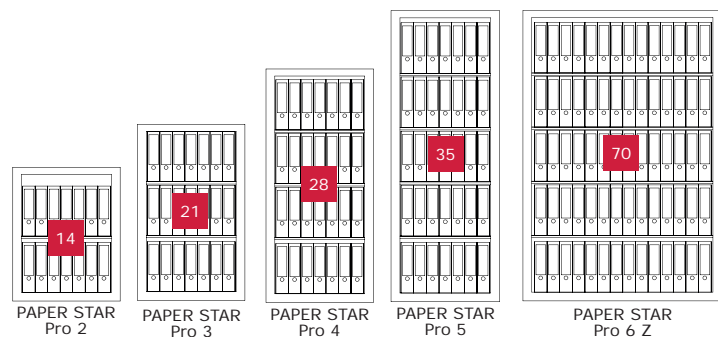 14
21
28
35
70
PAPER STAR
Pro 2
PAPER STAR
Pro 3
PAPER STAR
Pro 4
PAPER STAR
Pro 5
PAPER STAR
Pro 6 Z